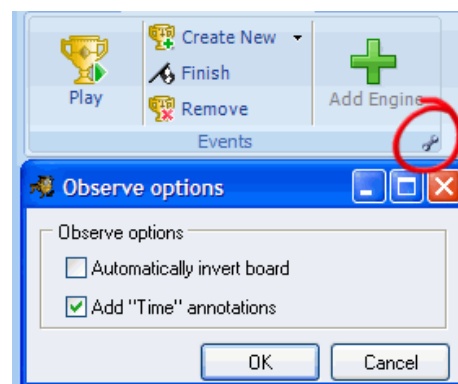 Create New
Finish
Play
Remove
Add Engine
Events
Observe options
Observe options
Automatically invert board
Add "Time" annotations
OK
Cancel